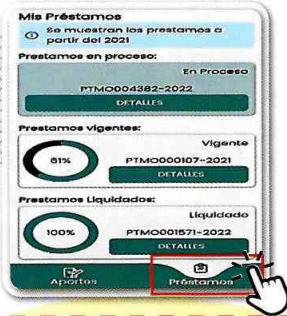 Mis Préstamos
Se muestran los prestamos a
partir del 2021
Prestamos en proceso:
En Proceso
PTMO004382-2022
DETALLES
Prestamos vigentes:
Vigente
61%
PTMO000107-2021
DETALLES
Prestamos Liquidados:
Liquidado
100%
PTMO001571-2022
DETALLES
Aportes
Préstamos